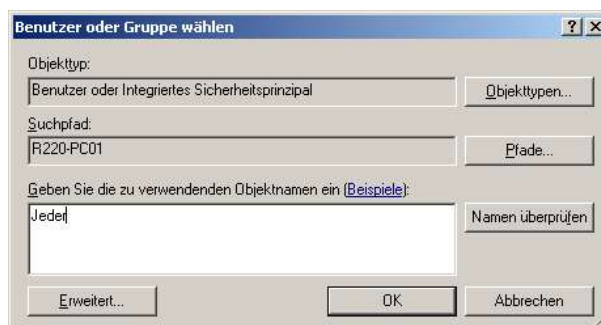 Benutzer oder Gruppe wählen
Objekttyp:
Benutzer oder Integriertes Sicherheitsprinzipal
Objekttypen...
Suchpfad:
R220-PC01
Pfade...
Geben Sie die zu verwendenden Objektnamen ein (Beispiele):
Jeder
Namen überprüfen
Erweitert...
OK
Abbrechen